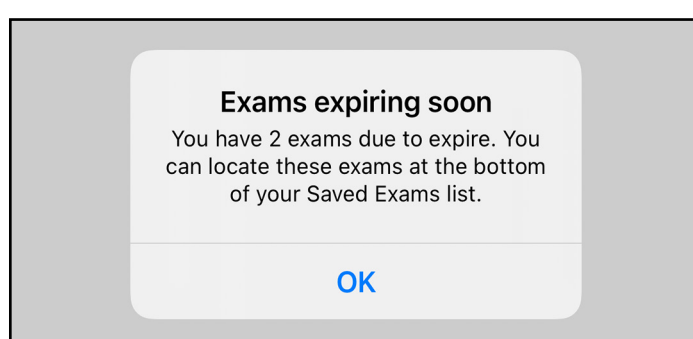 Exams expiring soon
You have 2 exams due to expire. You
can locate these exams at the bottom
of your Saved Exams list.
OK